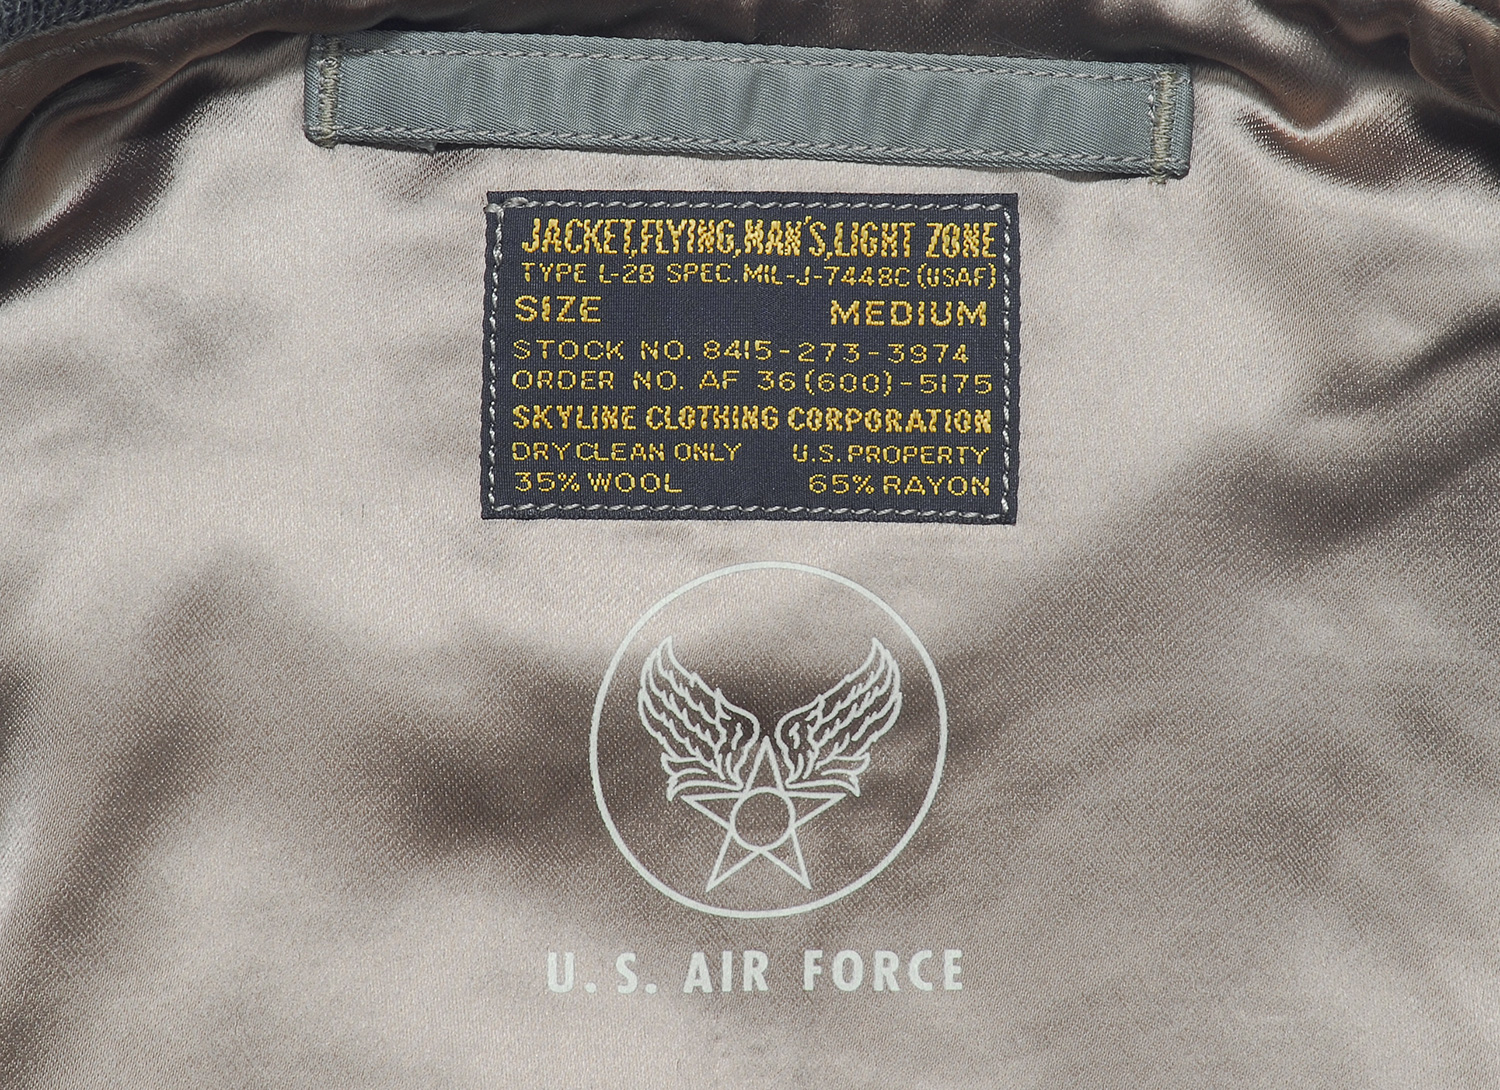 JACKET,FLYING,MAN'S,LIGHT ZONE
TYPE L-2B SPEC.MIL-J-7448C (USAF)
SIZE MEDIUM
STOCK NO. 8415-273-3974
ORDER NO. AF 36(600)-5175
SKYLINE CLOTHING CORPORATION
DRY CLEAN ONLY U.S. PROPERTY
35% WOOL 65% RAYON
U. S. AIR FORCE